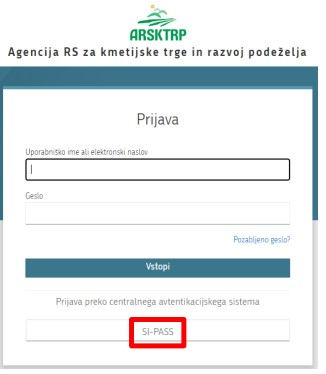 ARSKTRP
Agencija RS za kmetijske trge in razvoj podeželja
Prijava
Uporabniško ime ali elektronski naslov
Geslo
Pozabljeno geslo?
Vstopi
Prijava preko centralnega avtentikacijskega sistema
SI-PASS